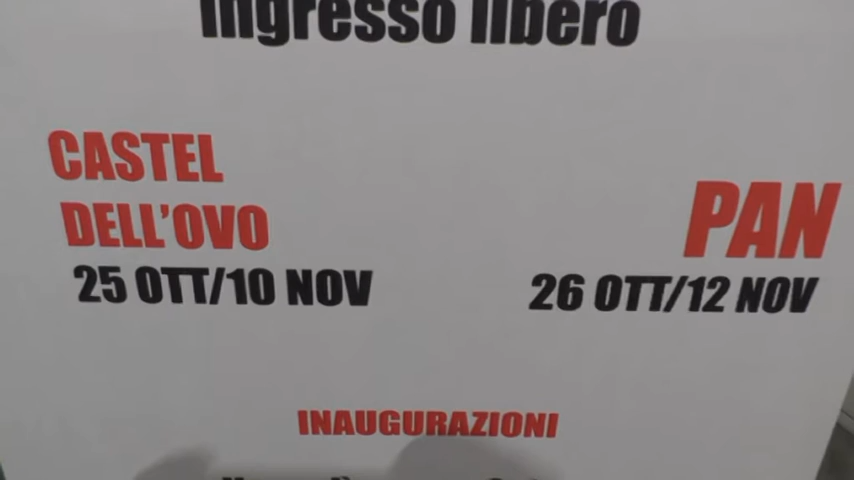 Ingresso libero
CASTEL
DELL'OVO
25 OTT/10 NOV
PAN
26 OTT/12 NOV
INAUGURAZIONI